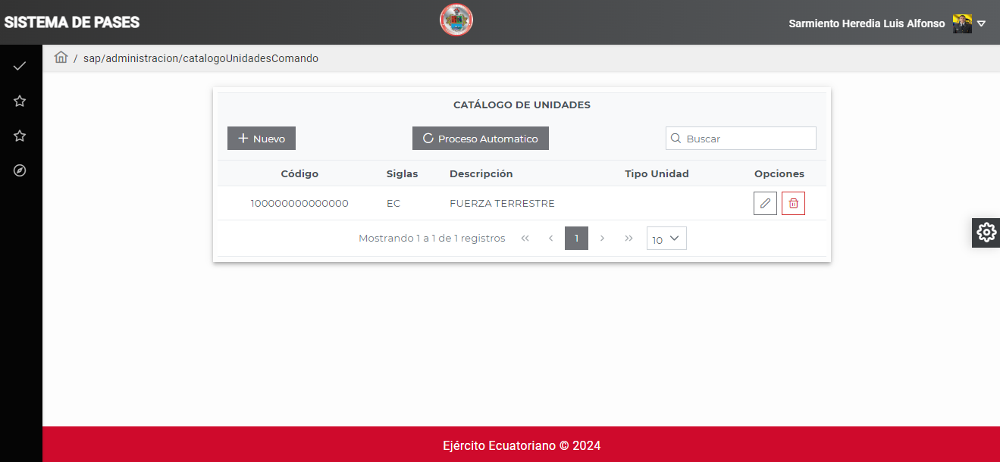 SISTEMA DE PASES
Sarmiento Heredia Luis Alfonso
/ sap/administracion/catalogoUnidadesComando
CATÁLOGO DE UNIDADES
Nuevo
Proceso Automatico
Buscar
Código Siglas Descripción Tipo Unidad Opciones
100000000000000 EC FUERZA TERRESTRE
Mostrando 1 a 1 de 1 registros << < 1 > >> 10
Ejército Ecuatoriano © 2024